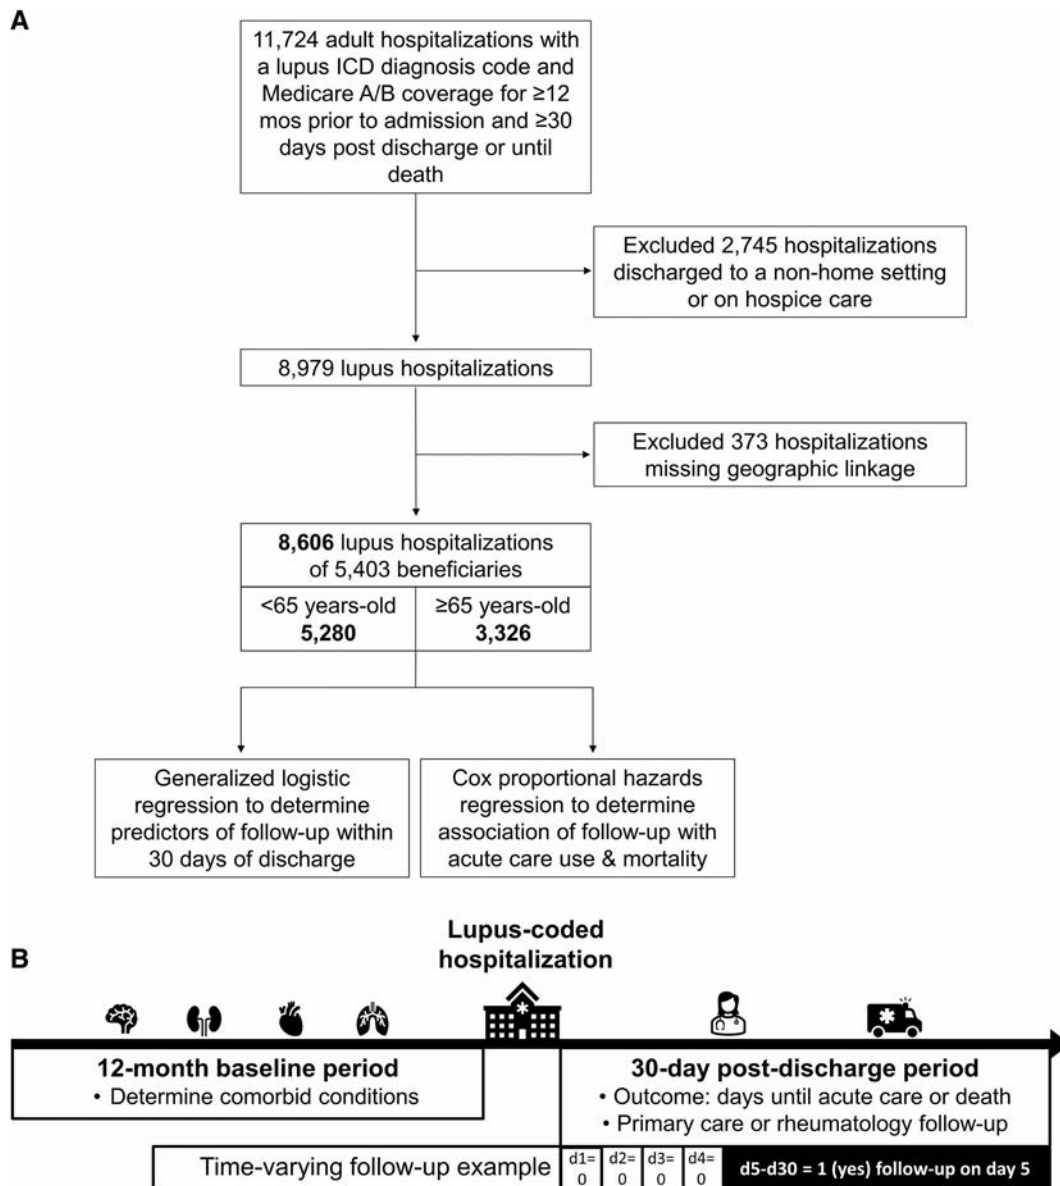 A
11,724 adult hospitalizations with
a lupus ICD diagnosis code and
Medicare A/B coverage for ≥12
mos prior to admission and ≥30
days post discharge or until
death
Excluded 2,745 hospitalizations
discharged to a non-home setting
or on hospice care
8,979 lupus hospitalizations
Excluded 373 hospitalizations
missing geographic linkage
8,606 lupus hospitalizations
of 5,403 beneficiaries
<65 years-old
5,280
≥65 years-old
3,326
Generalized logistic
regression to determine
predictors of follow-up within
30 days of discharge
Cox proportional hazards
regression to determine
association of follow-up with
acute care use & mortality
B
Lupus-coded
hospitalization
12-month baseline period
• Determine comorbid conditions
30-day post-discharge period
• Outcome: days until acute care or death
• Primary care or rheumatology follow-up
Time-varying follow-up example
d1=
0
d2=
0
d3=
0
d4=
0
d5-d30 = 1 (yes) follow-up on day 5